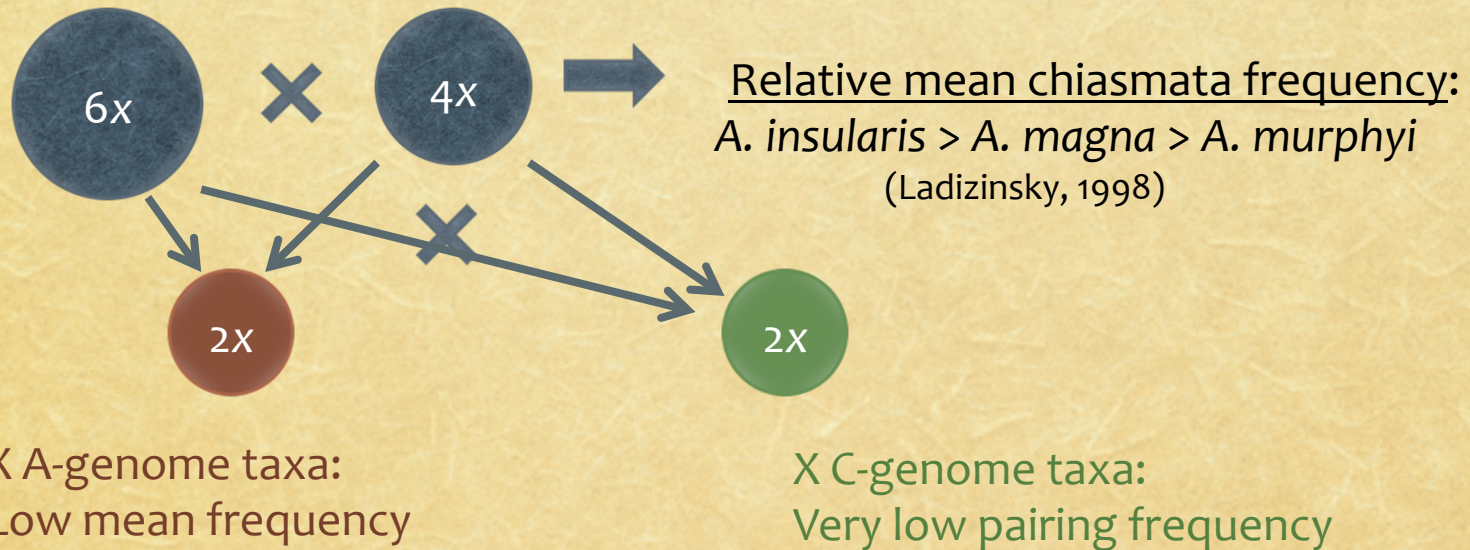 6x
4x
Relative mean chiasmata frequency:
A. insularis > A. magna > A. murphyi
(Ladizinsky, 1998)
2x
2x
X A-genome taxa:
Low mean frequency
X C-genome taxa:
Very low pairing frequency